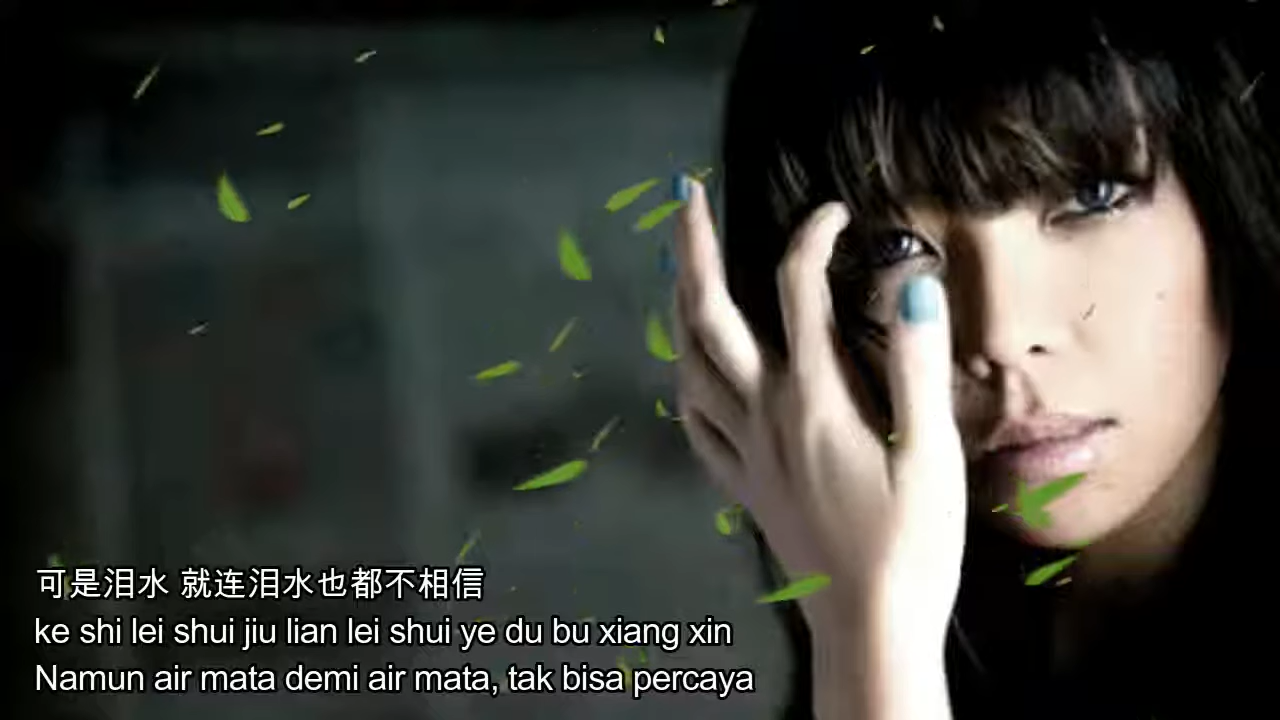 可是泪水 就连泪水也都不相信
ke shi lei shui jiu lian lei shui ye du bu xiang xin
Namun air mata demi air mata, tak bisa percaya